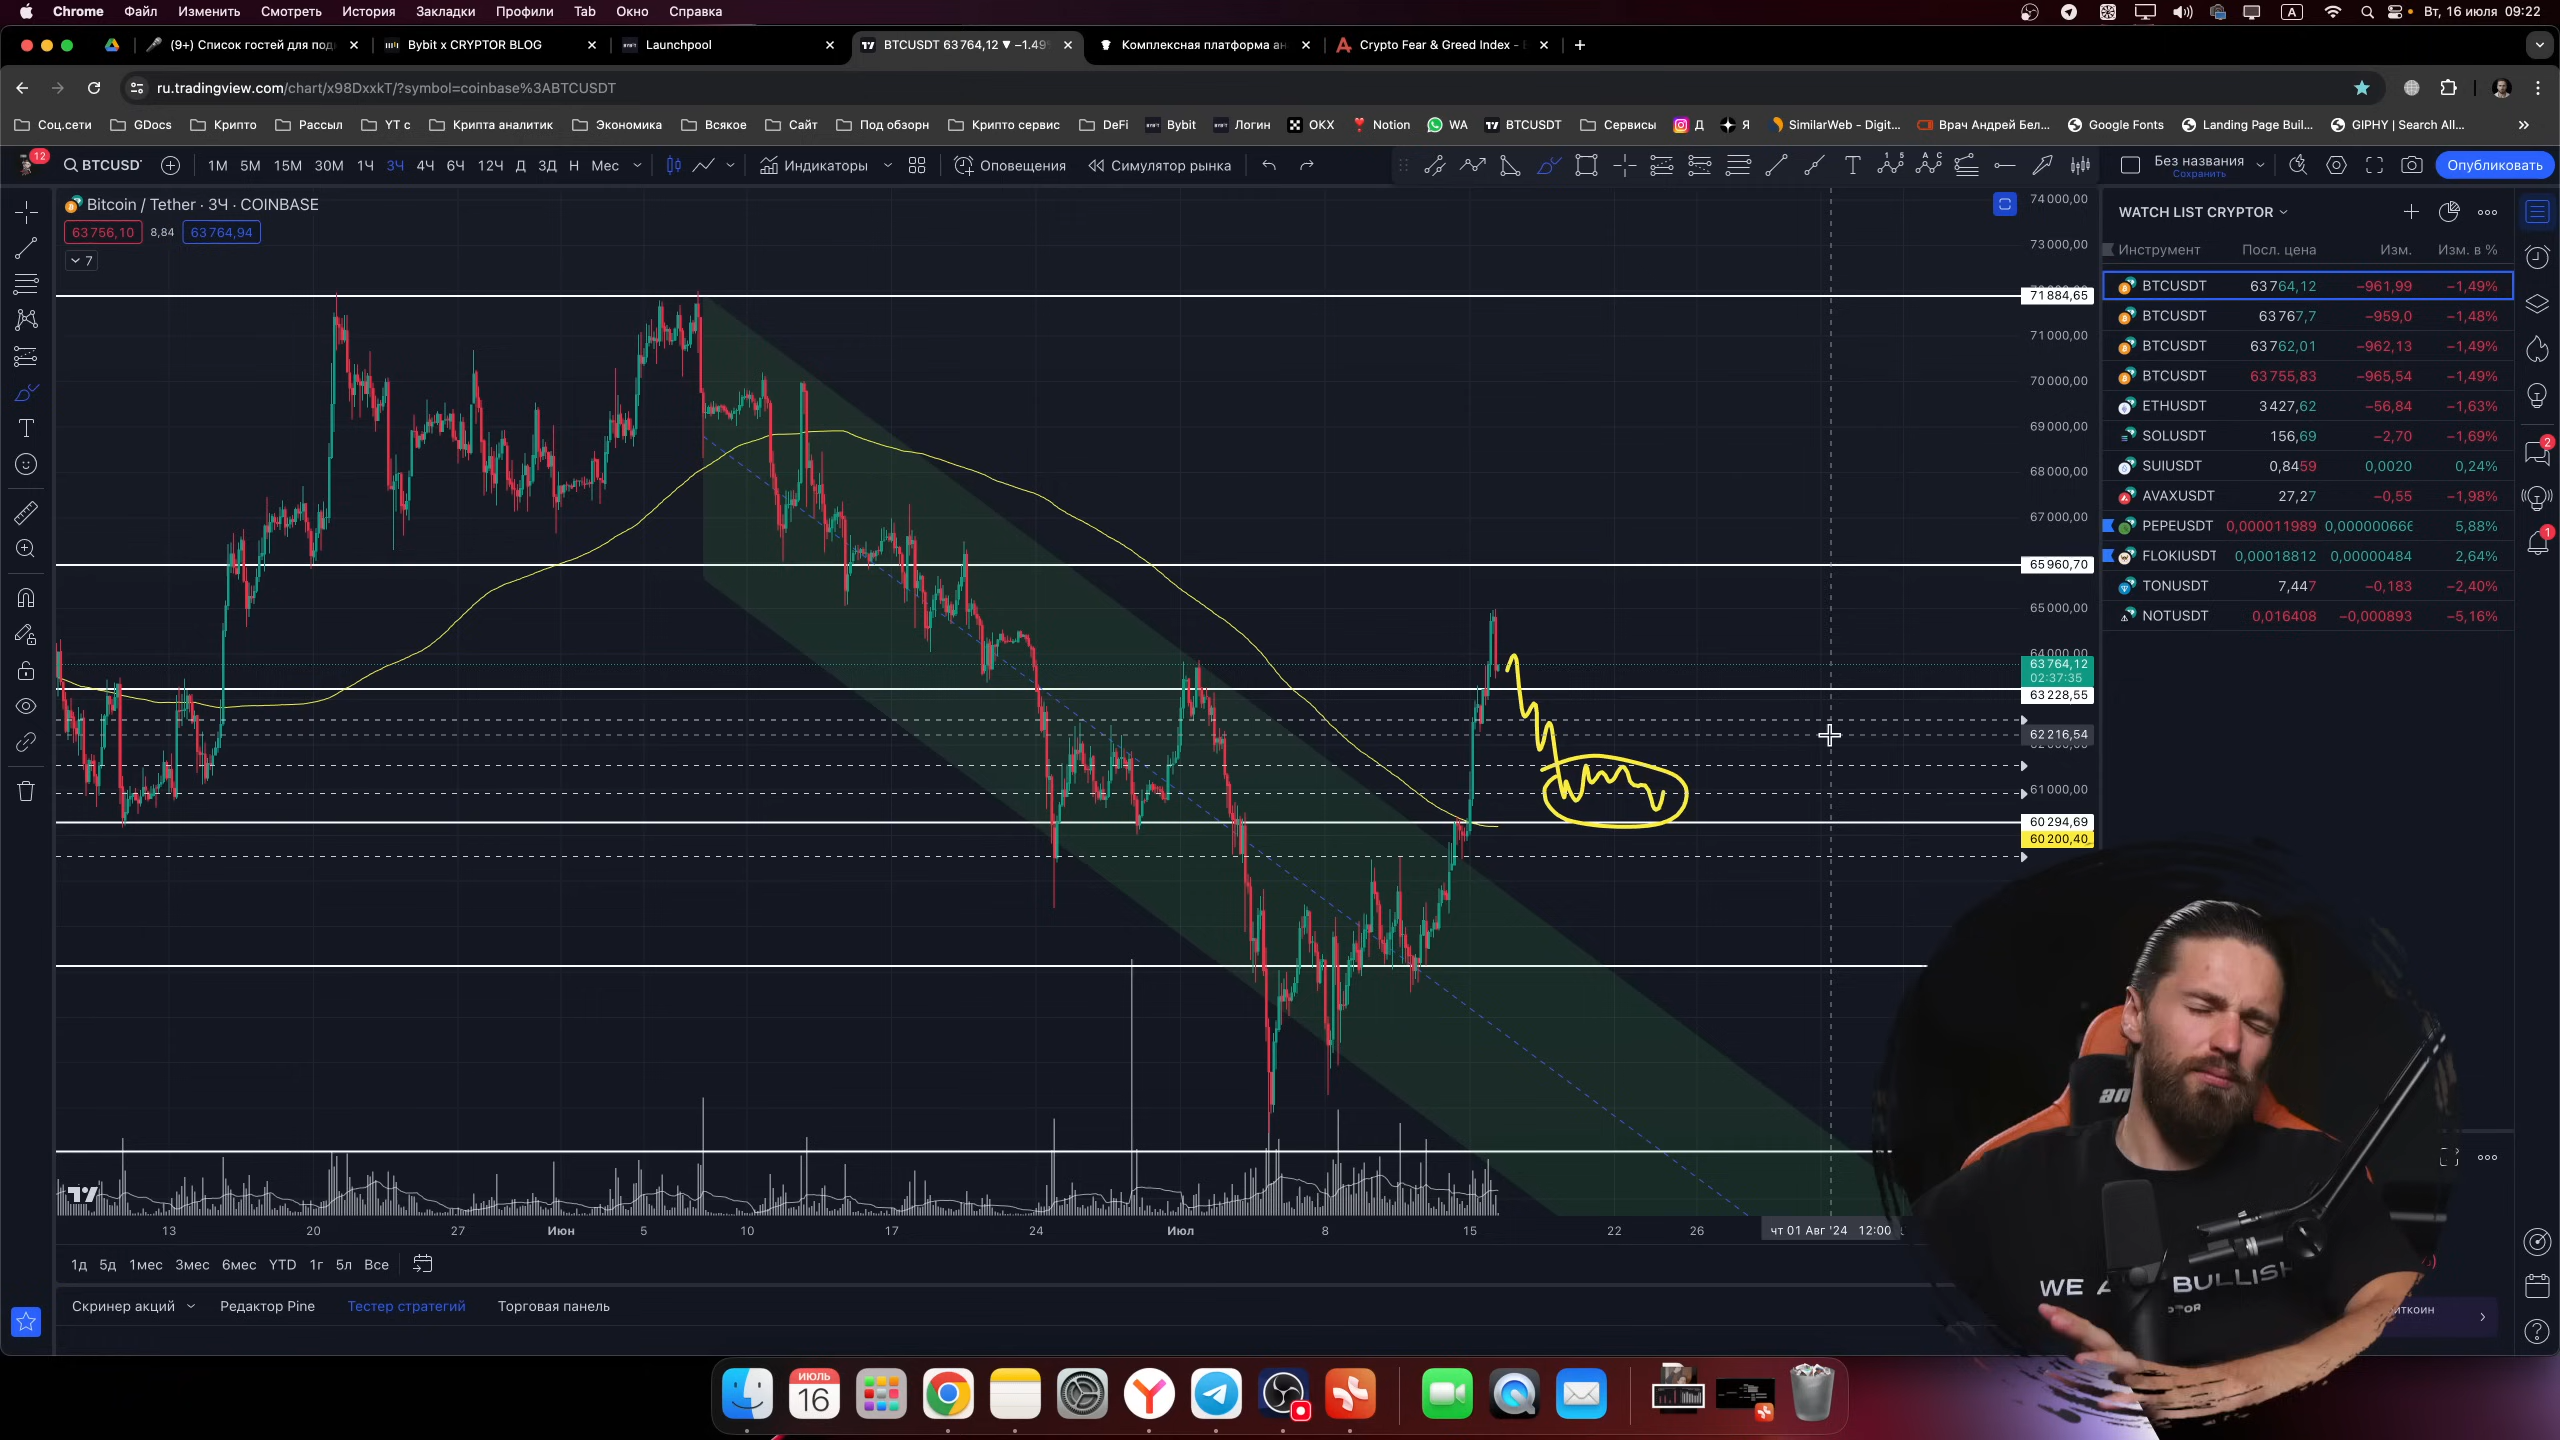 Chrome Файл Изменить Смотреть История Закладки Профили Tab Окно Справка
A Вт, 16 июля 09:22
(9+) Список гостей для под
Bybit x CRYPTOR BLOG
Launchpool
BTCUSDT 63 764,12 ▼ −1.49
Комплексная платформа ан
Crypto Fear & Greed Index -
ru.tradingview.com/chart/x98DxxkT/?symbol=coinbase%3ABTCUSDT
Соц.сети GDocs Крипто Рассыл YT c Крипта аналитик Экономика Всякое Сайт Под обзорн Крипто сервис DeFi Bybit Логин OKX Notion WA BTCUSDT Сервисы Д Я SimilarWeb - Digit... Врач Андрей Бел... Google Fonts Landing Page Buil... GIPHY | Search All...
12
BTCUSD 1М 5М 15М 30М 1Ч 3Ч 4Ч 6Ч 12Ч Д 3Д Н Мес Индикаторы Оповещения Симулятор рынка
Без названия
Сохранить
Опубликовать
Bitcoin / Tether · 3Ч · COINBASE
63 756,10 8,84 63 764,94
7
74 000,00
73 000,00
71 884,65
71 000,00
70 000,00
69 000,00
68 000,00
67 000,00
65 960,70
65 000,00
64 000,00
63 764,12
02:37:35
63 228,55
62 216,54
61 000,00
60 294,69
60 200,40
WATCH LIST CRYPTOR
Инструмент Посл. цена Изм. Изм. в %
BTCUSDT 63 764,12 −961,99 −1,49%
BTCUSDT 63 767,7 −959,0 −1,48%
BTCUSDT 63 762,01 −962,13 −1,49%
BTCUSDT 63 755,83 −965,54 −1,49%
ETHUSDT 3 427,62 −56,84 −1,63%
SOLUSDT 156,69 −2,70 −1,69%
SUIUSDT 0,8459 0,0020 0,24%
AVAXUSDT 27,27 −0,55 −1,98%
PEPEUSDT 0,000011989 0,000000666 5,88%
FLOKIUSDT 0,00018812 0,00000484 2,64%
TONUSDT 7,447 −0,183 −2,40%
NOTUSDT 0,016408 −0,000893 −5,16%
2
1
13 20 27 Июн 5 10 17 24 Июл 8 15 22 26 чт 01 Авг '24 12:00
1д 5д 1мес 3мес 6мес YTD 1г 5л Все
Скринер акций Редактор Pine Тестер стратегий Торговая панель
an
WE A BULLISH
иткоин
ИЮЛЬ
16